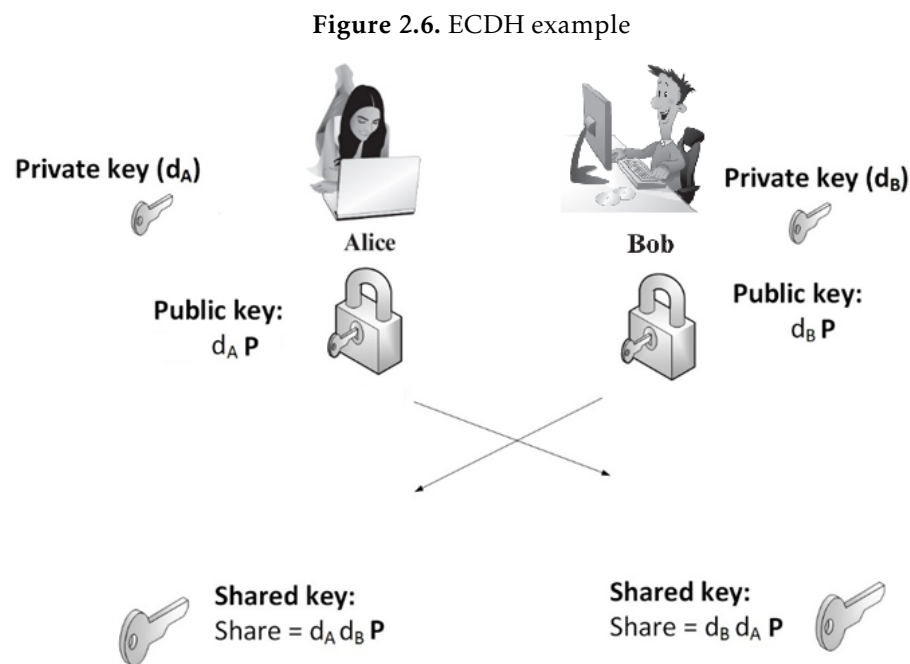 Figure 2.6. ECDH example
Private key (dA)
Alice
Public key:
dA P
Private key (dB)
Bob
Public key:
dB P
Shared key:
Share = dA dB P
Shared key:
Share = dB dA P